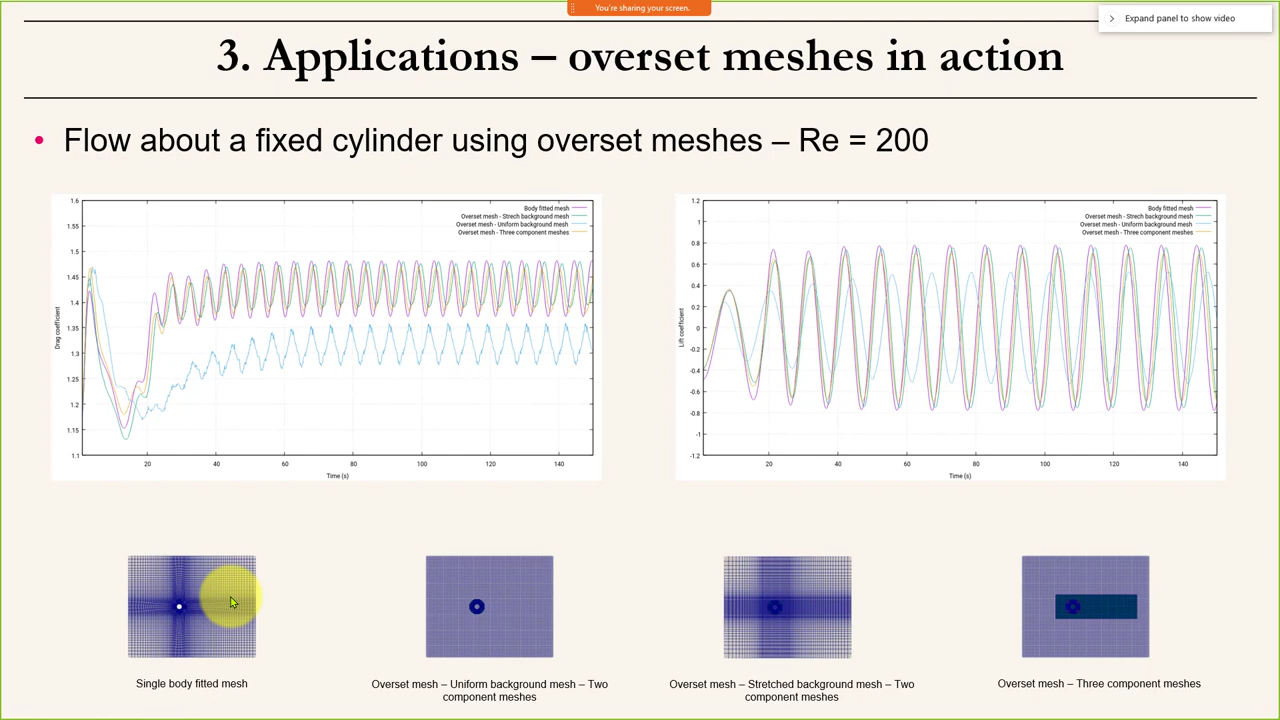 You're sharing your screen.
Expand panel to show video
3. Applications – overset meshes in action
• Flow about a fixed cylinder using overset meshes – Re = 200
Body fitted mesh
Overset mesh - Strech background mesh
Overset mesh - Uniform background mesh
Overset mesh - Three component meshes
1.6
1.55
1.5
1.45
1.4
1.35
1.3
1.25
1.2
1.15
1.1
Drag coefficient
20
40
60
80
100
120
140
Time (s)
Body fitted mesh
Overset mesh - Strech background mesh
Overset mesh - Uniform background mesh
Overset mesh - Three component meshes
1.2
1
0.8
0.6
0.4
0.2
0
-0.2
-0.4
-0.6
-0.8
-1
-1.2
Lift coefficient
20
40
60
80
100
120
140
Time (s)
Single body fitted mesh
Overset mesh – Uniform background mesh – Two
component meshes
Overset mesh – Stretched background mesh – Two
component meshes
Overset mesh – Three component meshes